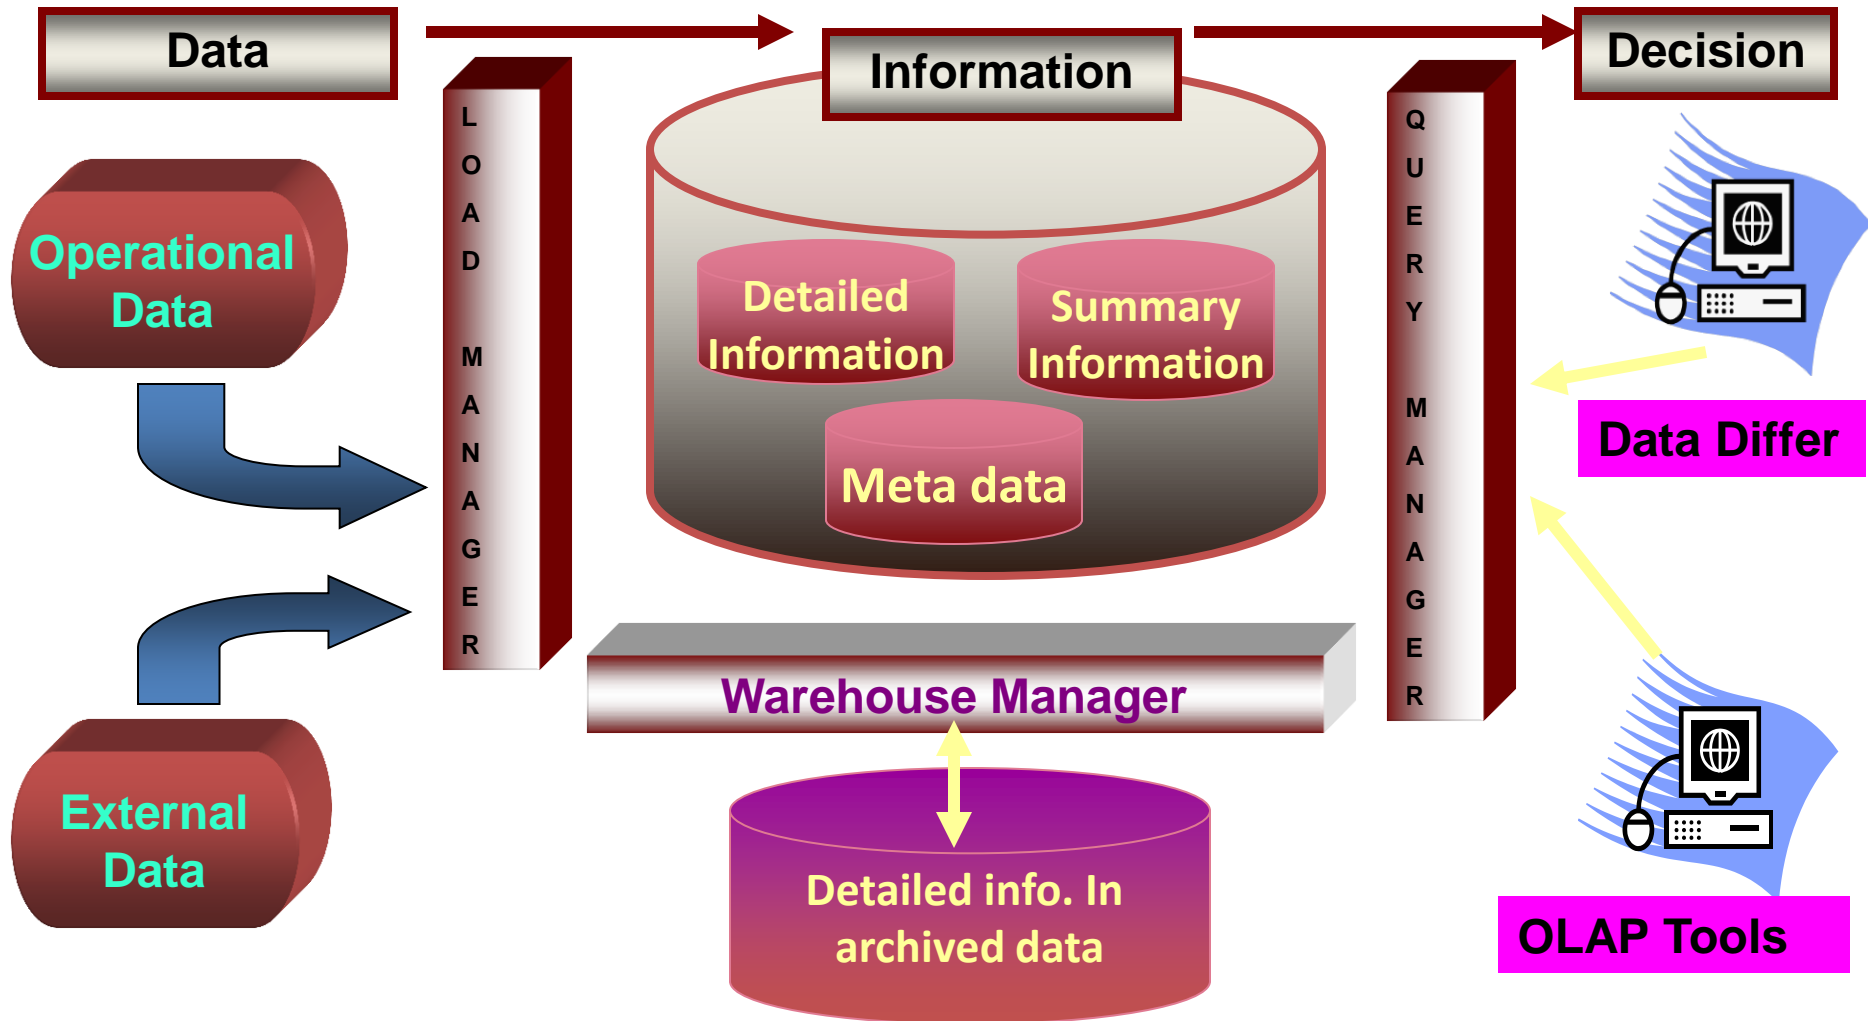 Data
Information
Decision
LOAD MANAGER
QUERY MANAGER
Operational
Data
Detailed
Information
Summary
Information
Meta data
Data Differ
Warehouse Manager
External
Data
Detailed info. In
archived data
OLAP Tools